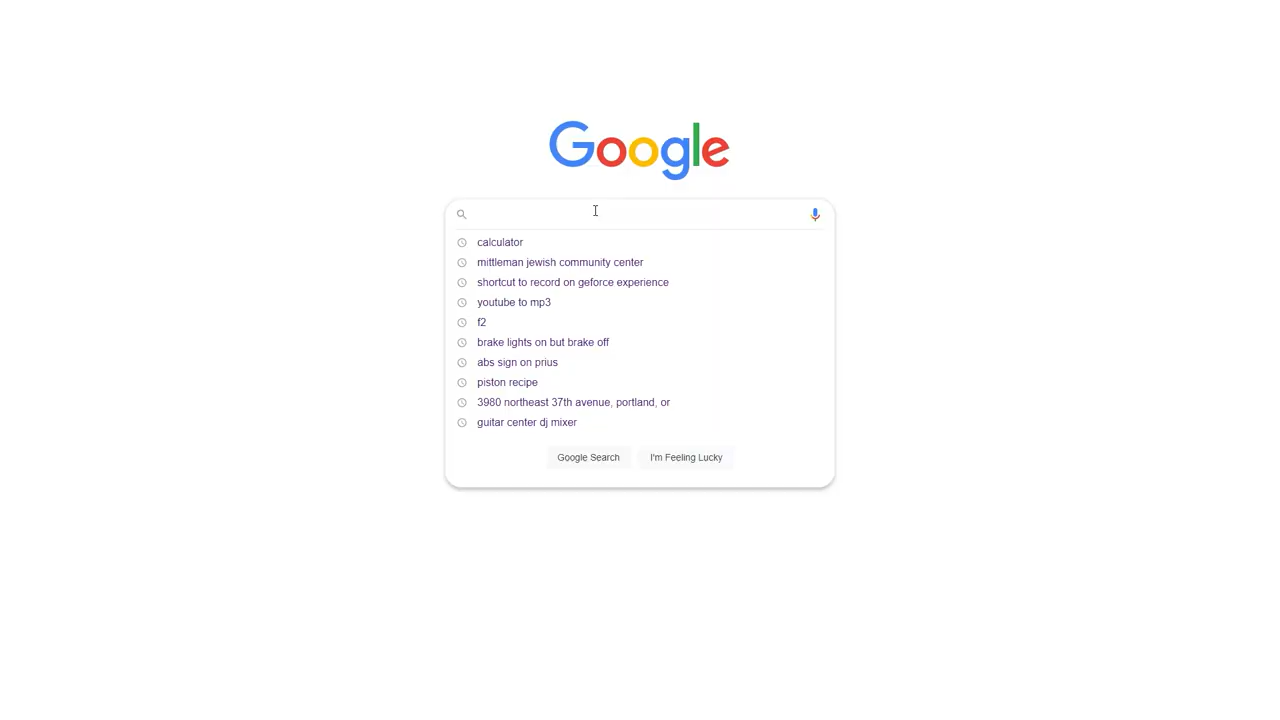 Google
calculator
mittleman jewish community center
shortcut to record on geforce experience
youtube to mp3
f2
brake lights on but brake off
abs sign on prius
piston recipe
3980 northeast 37th avenue, portland, or
guitar center dj mixer
Google Search I'm Feeling Lucky